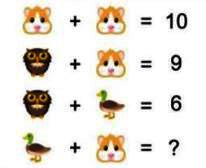 + = 10
+ = 9
+ = 6
+ = ?